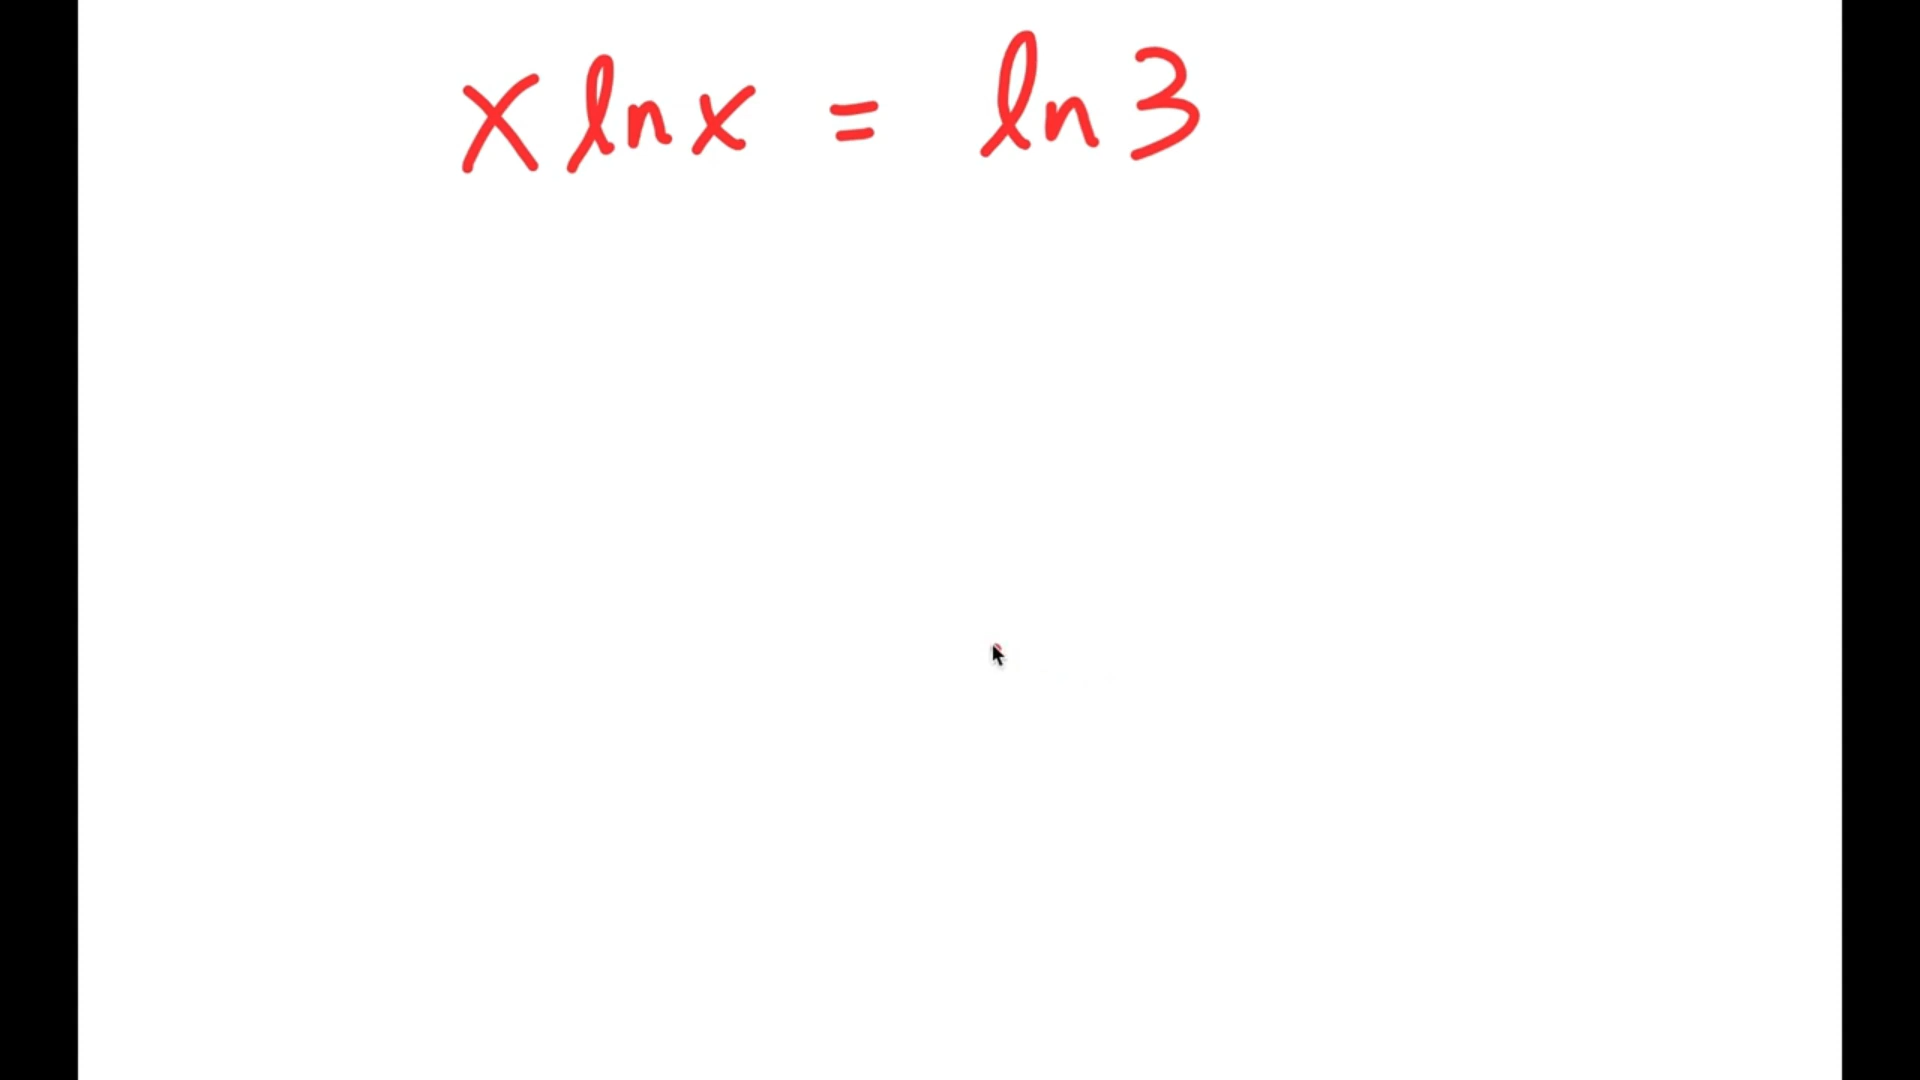 x ln x = ln 3